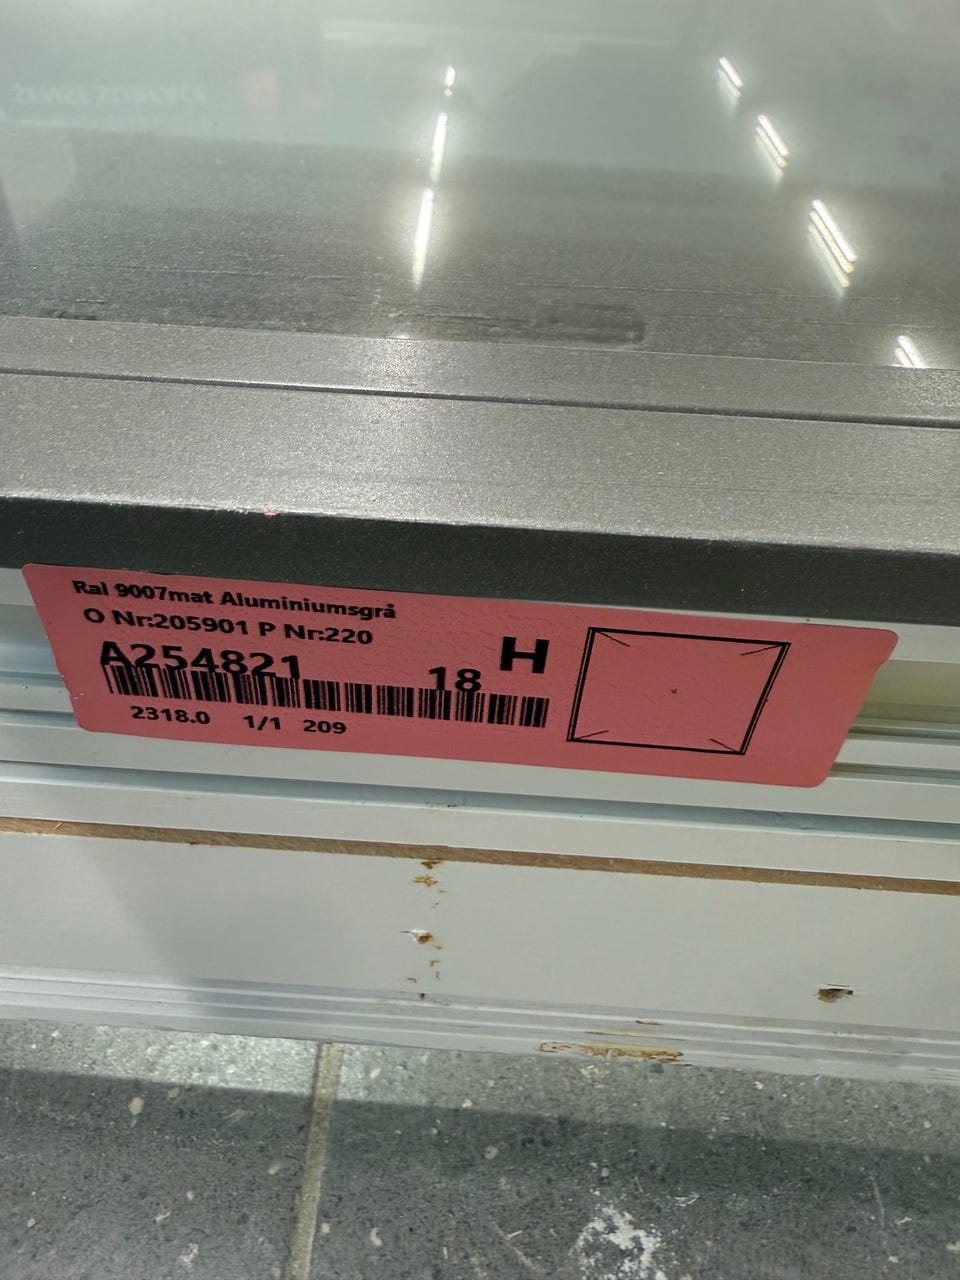 Ral 9007mat Aluminiumsgrå
O Nr:205901 P Nr:220
A254821 18 H
2318.0 1/1 209